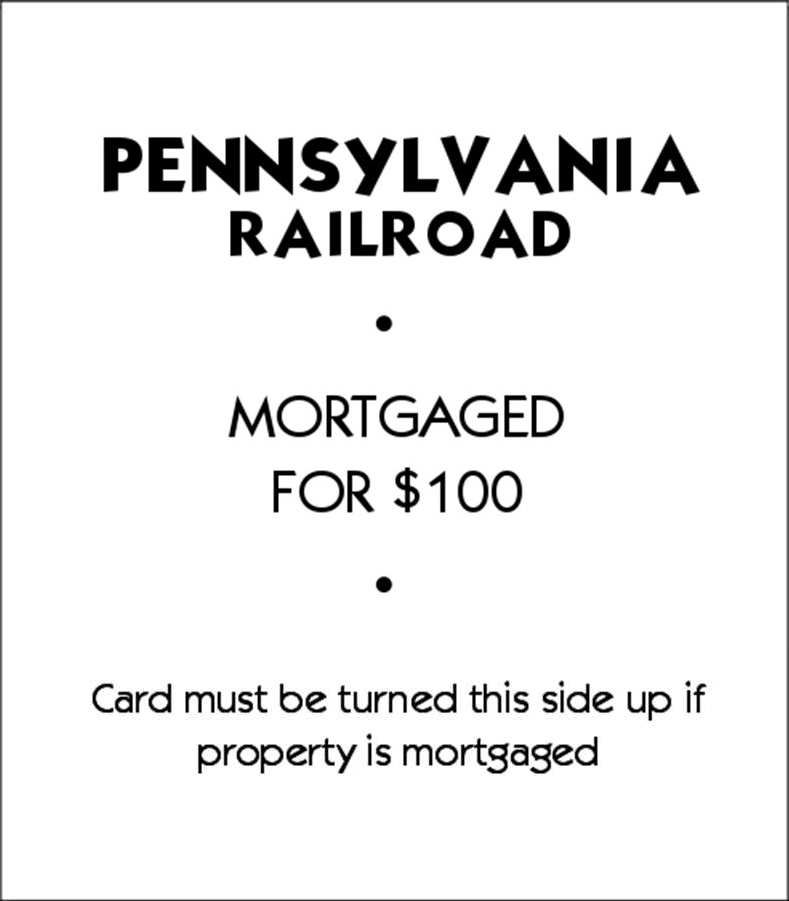 PENNSYLVANIA
RAILROAD
•
MORTGAGED
FOR $100
•
Card must be turned this side up if
property is mortgaged